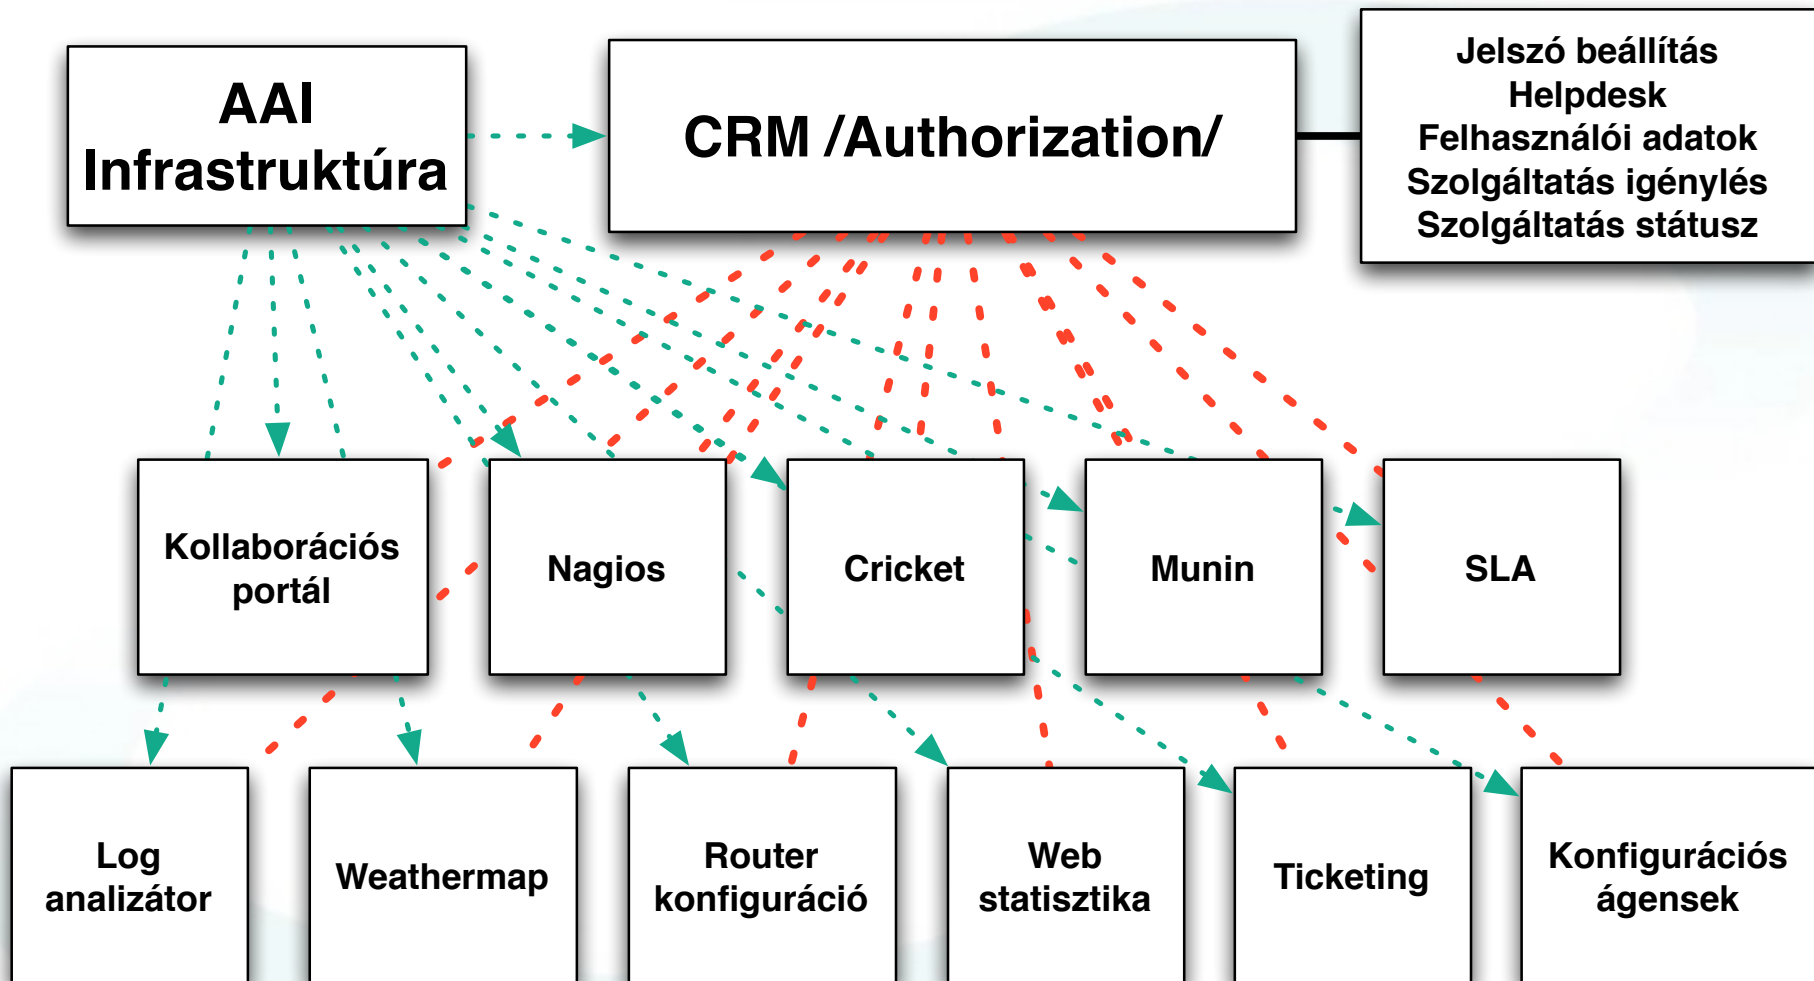 AAI
Infrastruktúra
CRM /Authorization/
Jelszó beállítás
Helpdesk
Felhasználói adatok
Szolgáltatás igénylés
Szolgáltatás státusz
Kollaborációs
portál
Nagios
Cricket
Munin
SLA
Log
analizátor
Weathermap
Router
konfiguráció
Web
statisztika
Ticketing
Konfigurációs
ágensek